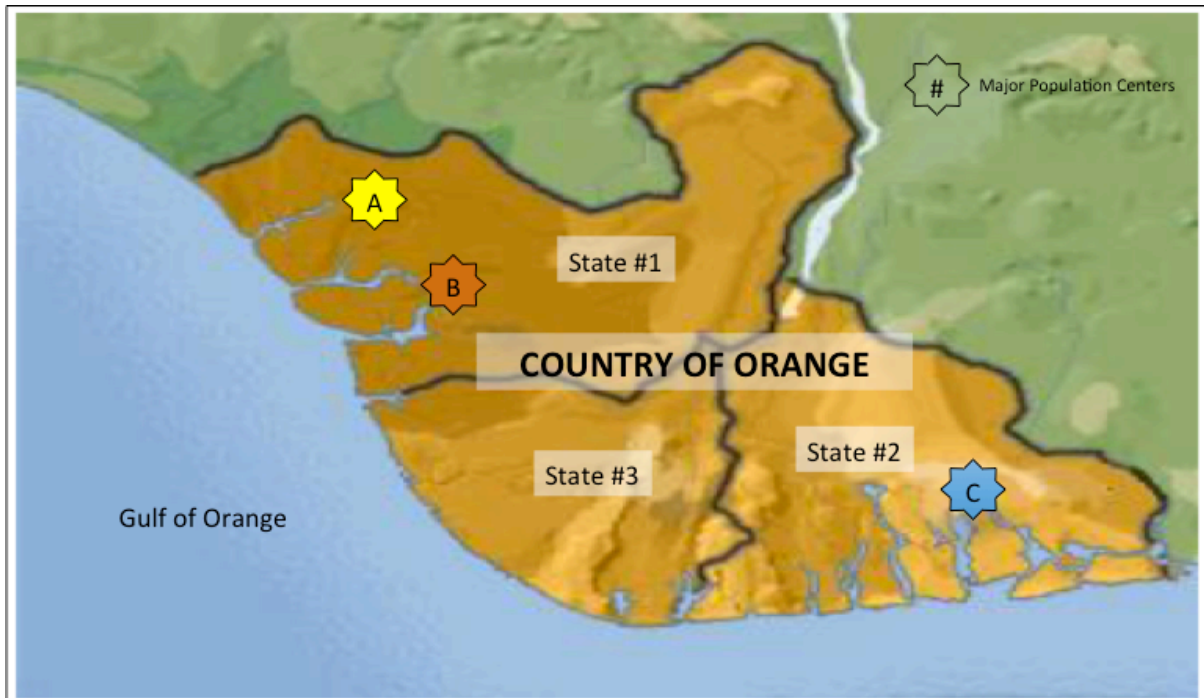 #
Major Population Centers
A
State #1
B
COUNTRY OF ORANGE
State #2
State #3
C
Gulf of Orange